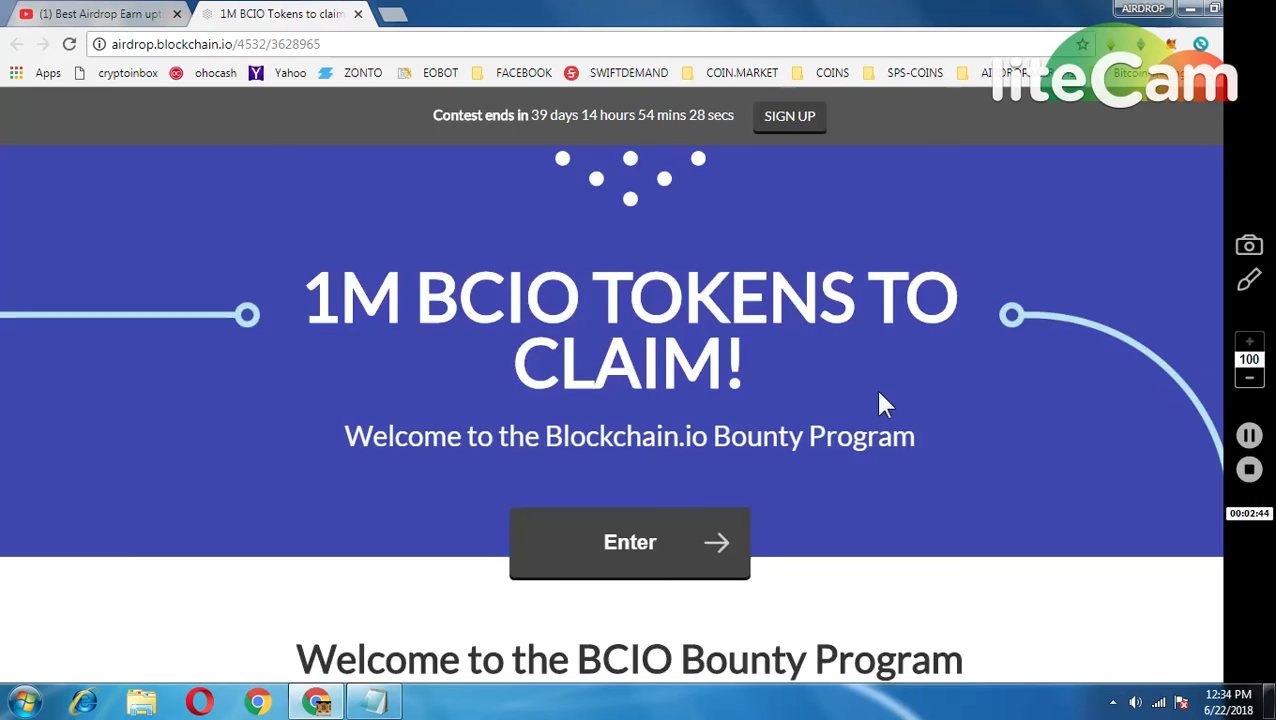 (1) Best Airdrop Earn upt
1M BCIO Tokens to claim
AIRDROP
airdrop.blockchain.io/4532/3628965
Apps
cryptoinbox
ohocash
Yahoo
EOBOT
FACEBOOK
SWIFTDEMAND
COIN.MARKET
COINS
SPS-COINS
liteCam
Contest ends in 39 days 14 hours 54 mins 28 secs
SIGN UP
1M BCIO TOKENS TO
CLAIM!
Welcome to the Blockchain.io Bounty Program
100
Enter
00:02:44
Welcome to the BCIO Bounty Program
12:34 PM
6/22/2018